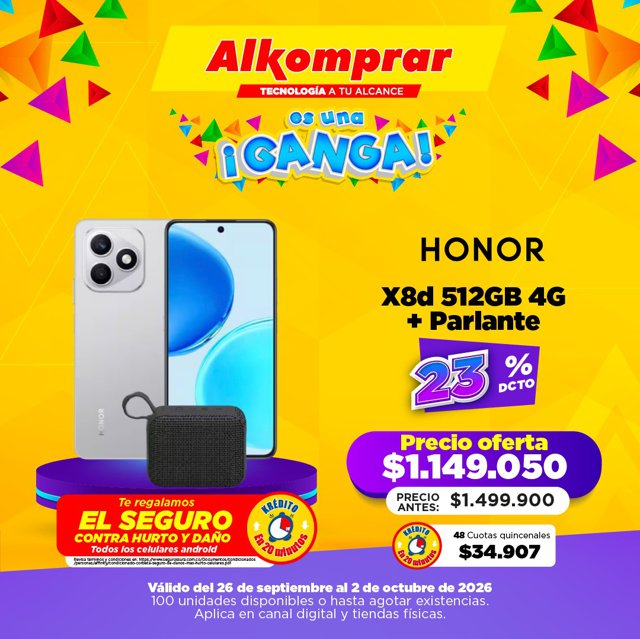 Alkomprar
TECNOLOGÍA A TU ALCANCE
es una
¡GANGA!
HONOR
X8d 512GB 4G
+ Parlante
23 % DCTO
HONOR
Precio oferta
$1.149.050
PRECIO ANTES: $1.499.900
Te regalamos
EL SEGURO
CONTRA HURTO Y DAÑO
Todos los celulares android
KRÉDITO
En 20 minutos
KRÉDITO
En 20 minutos
48 Cuotas quincenales
$34.907
Válido del 26 de septiembre al 2 de octubre de 2026
100 unidades disponibles o hasta agotar existencias.
Aplica en canal digital y tiendas físicas.